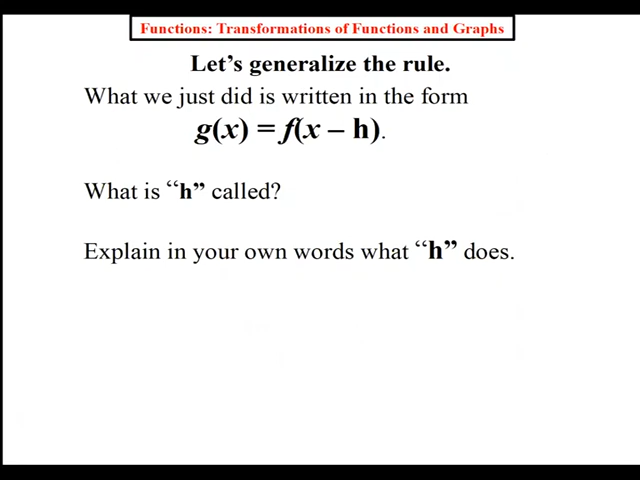 Functions: Transformations of Functions and Graphs
Let’s generalize the rule.
What we just did is written in the form
g(x) = f(x – h).
What is “h” called?
Explain in your own words what “h” does.